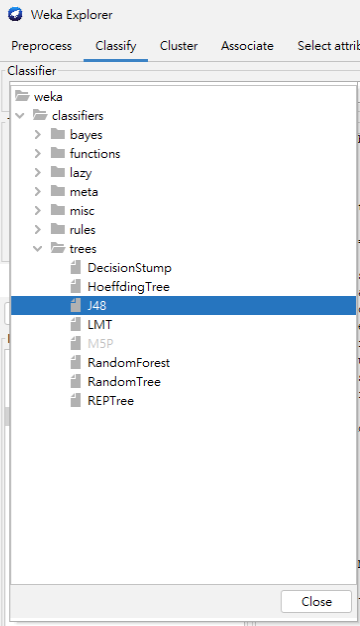 Weka Explorer
Preprocess Classify Cluster Associate Select attrib
Classifier
weka
classifiers
bayes
functions
lazy
meta
misc
rules
trees
DecisionStump
HoeffdingTree
J48
LMT
M5P
RandomForest
RandomTree
REPTree
Close